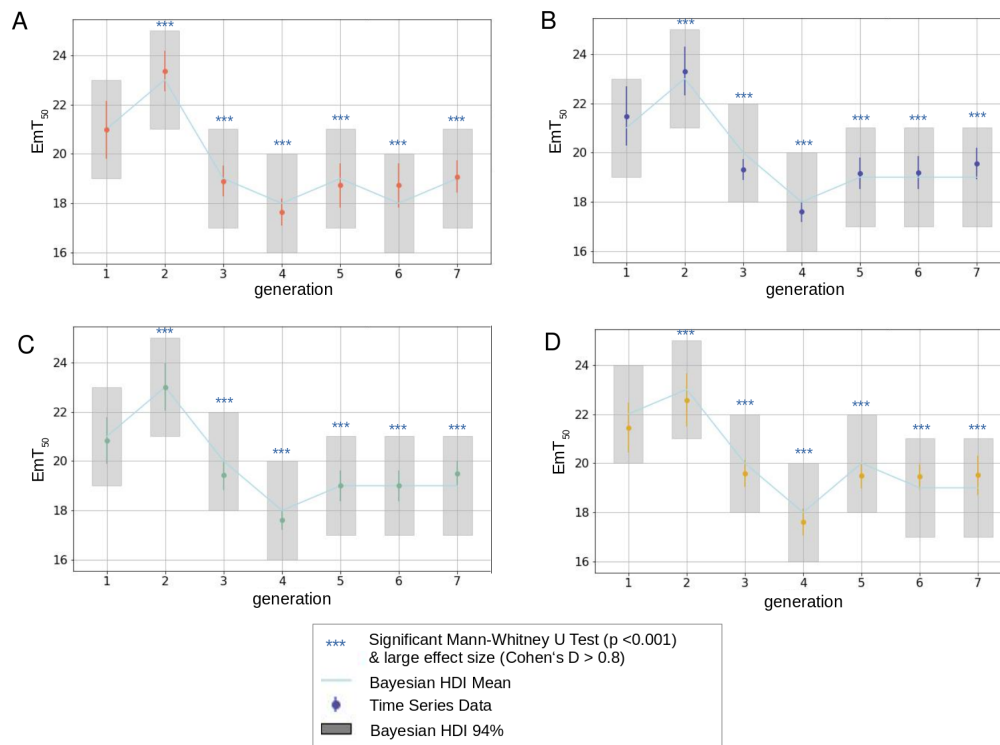 A
***
24
22
20
18
16
EmT50
*** *** *** *** ***
1 2 3 4 5 6 7
generation
B
***
24
22
20
18
16
EmT50
*** *** *** *** ***
1 2 3 4 5 6 7
generation
C
***
24
22
20
18
16
EmT50
*** *** *** *** ***
1 2 3 4 5 6 7
generation
D
***
24
22
20
18
16
EmT50
*** *** *** *** ***
1 2 3 4 5 6 7
generation
*** Significant Mann-Whitney U Test (p <0.001)
& large effect size (Cohen‘s D > 0.8)
Bayesian HDI Mean
Time Series Data
Bayesian HDI 94%